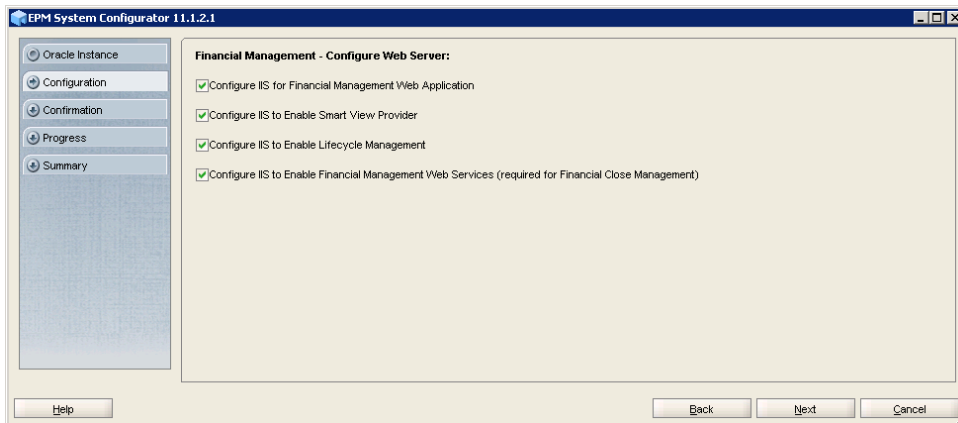 EPM System Configurator 11.1.2.1
Oracle Instance
Configuration
Confirmation
Progress
Summary
Financial Management - Configure Web Server:
Configure IIS for Financial Management Web Application
Configure IIS to Enable Smart View Provider
Configure IIS to Enable Lifecycle Management
Configure IIS to Enable Financial Management Web Services (required for Financial Close Management)
Help
Back
Next
Cancel